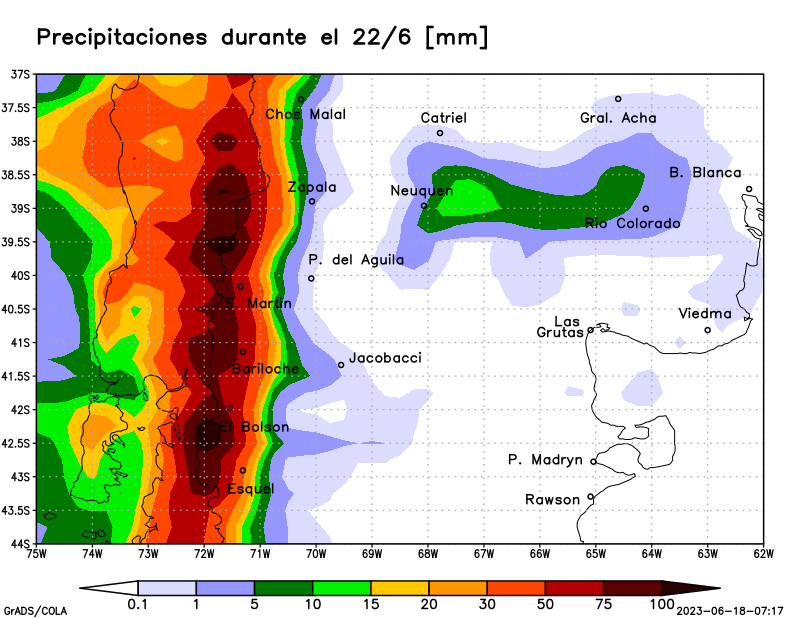 Precipitaciones durante el 22/6 [mm]
37S
37.5S
38S
38.5S
39S
39.5S
40S
40.5S
41S
41.5S
42S
42.5S
43S
43.5S
44S
Chos Malal
Catriel
Gral. Acha
B. Blanca
Zapala
Neuquen
Rio Colorado
P. del Aguila
S. Martin
Viedma
Las
Grutas
Jacobacci
Bariloche
El Bolson
P. Madryn
Esquel
Rawson
75W 74W 73W 72W 71W 70W 69W 68W 67W 66W 65W 64W 63W 62W
0.1 1 5 10 15 20 30 50 75 100
GrADS/COLA 2023-06-18-07:17